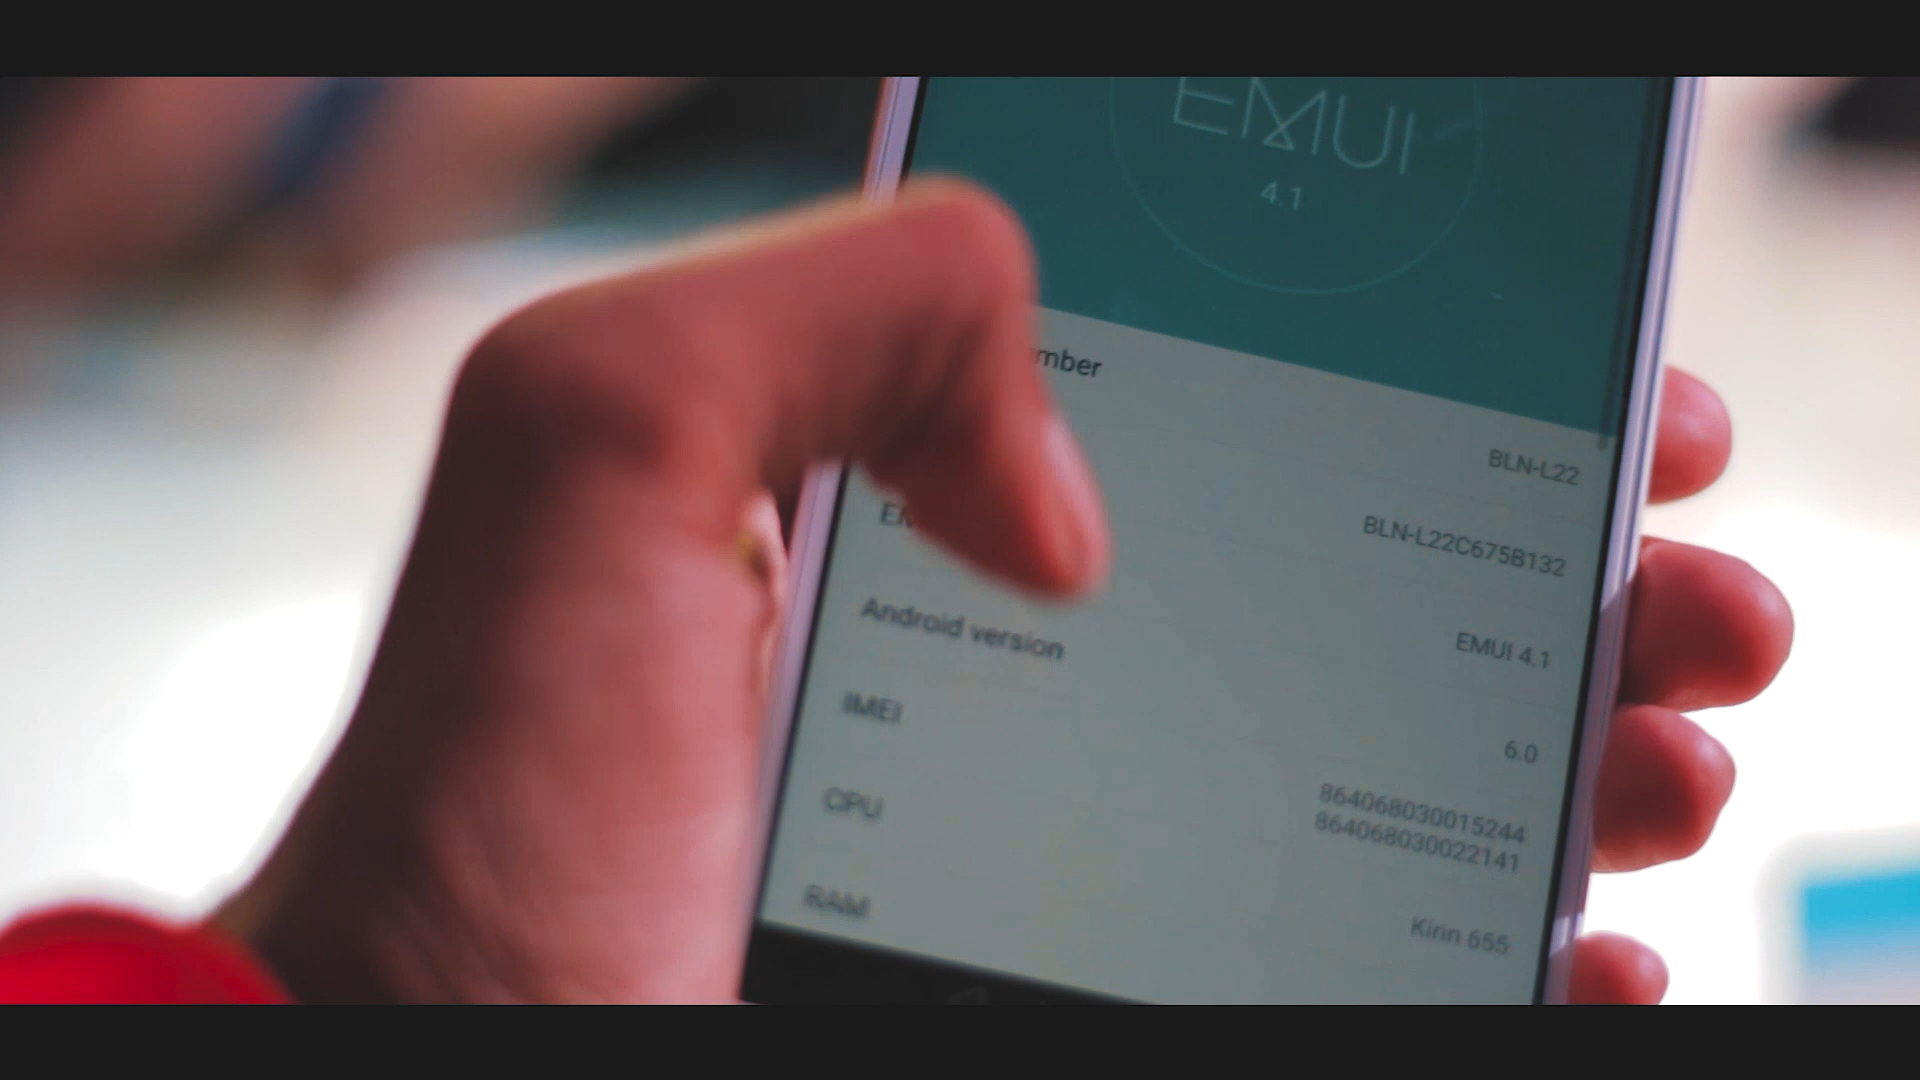 EMUI
4.1
mber
BLN-L22
BLN-L22C675B132
EM
EMUI 4.1
Android version
6.0
IMEI
864068030015244
864068030022141
CPU
Kirin 655
RAM